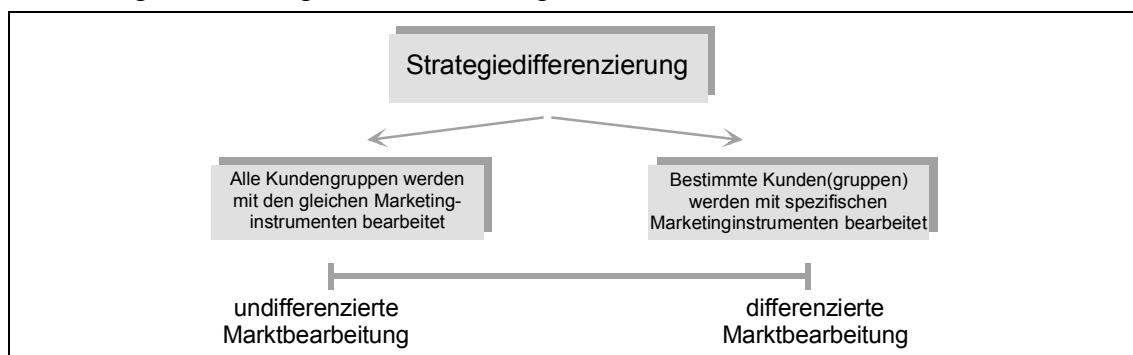 Strategiedifferenzierung
Alle Kundengruppen werden
mit den gleichen Marketing-
instrumenten bearbeitet
Bestimmte Kunden(gruppen)
werden mit spezifischen
Marketinginstrumenten bearbeitet
undifferenzierte
Marktbearbeitung
differenzierte
Marktbearbeitung